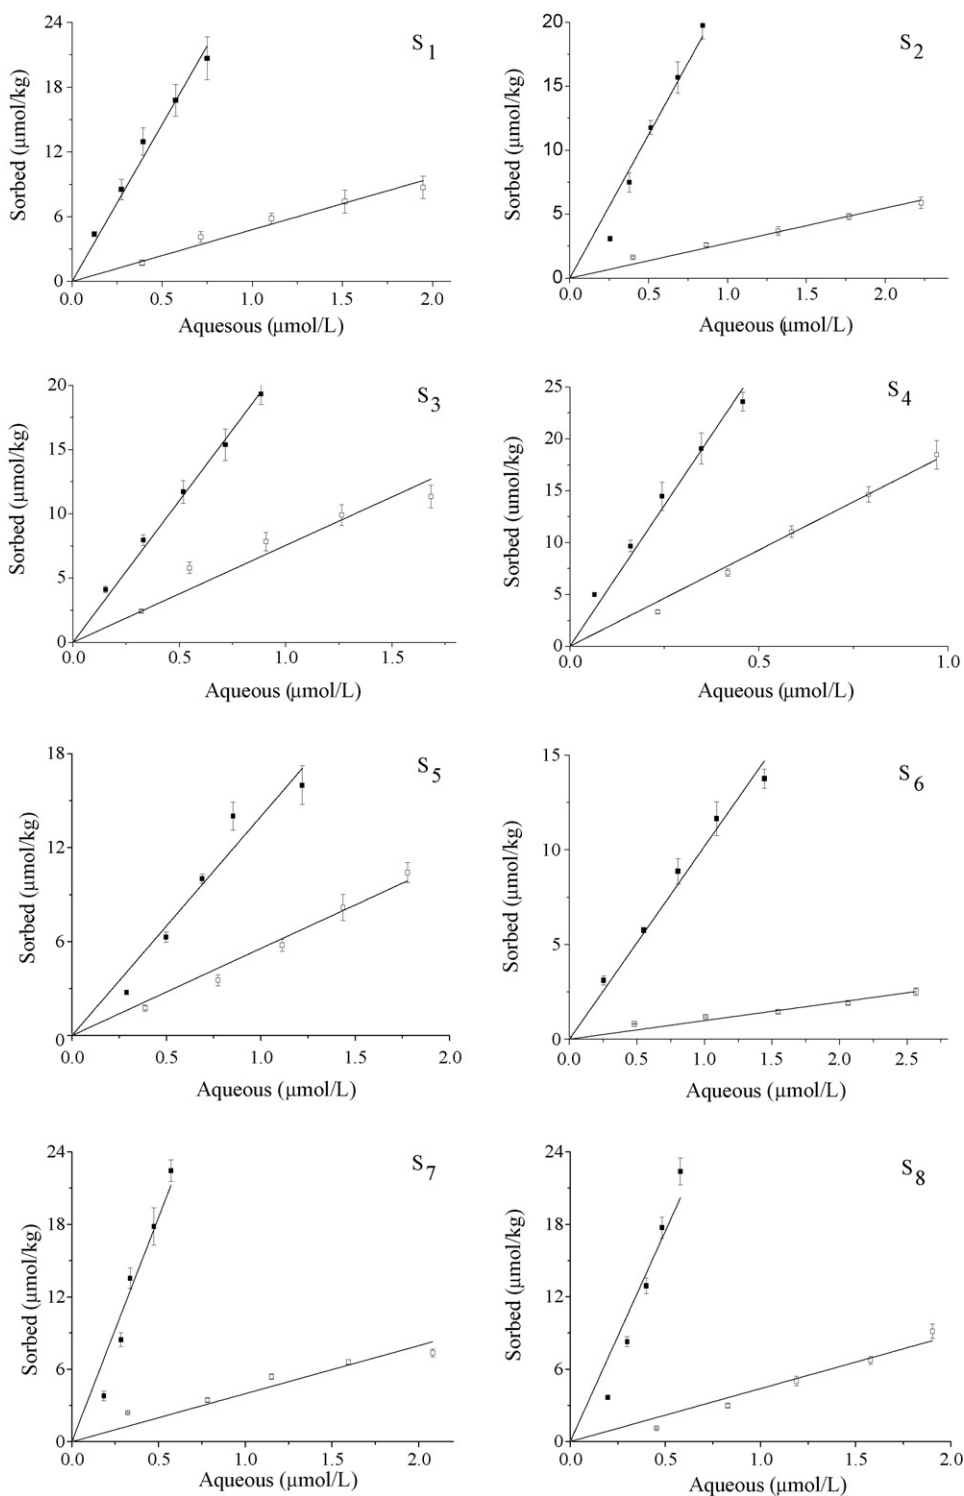 S1
Sorbed (μmol/kg)
24
18
12
6
0
0.0 0.5 1.0 1.5 2.0
Aquesous (μmol/L)
S2
Sorbed (μmol/kg)
20
15
10
5
0
0.0 0.5 1.0 1.5 2.0
Aqueous (μmol/L)
S3
Sorbed (μmol/kg)
20
15
10
5
0
0.0 0.5 1.0 1.5
Aqueous (μmol/L)
S4
Sorbed (umol/kg)
25
20
15
10
5
0
0.0 0.5 1.0
Aqueous (μmol/L)
S5
Sorbed (μmol/kg)
18
12
6
0
0.0 0.5 1.0 1.5 2.0
Aqueous (μmol/L)
S6
Sorbed (μmol/kg)
15
10
5
0
0.0 0.5 1.0 1.5 2.0 2.5
Aqueous (μmol/L)
S7
Sorbed (μmol/kg)
24
18
12
6
0
0.0 0.5 1.0 1.5 2.0
Aqueous (μmol/L)
S8
Sorbed (μmol/kg)
24
18
12
6
0
0.0 0.5 1.0 1.5 2.0
Aqueous (μmol/L)